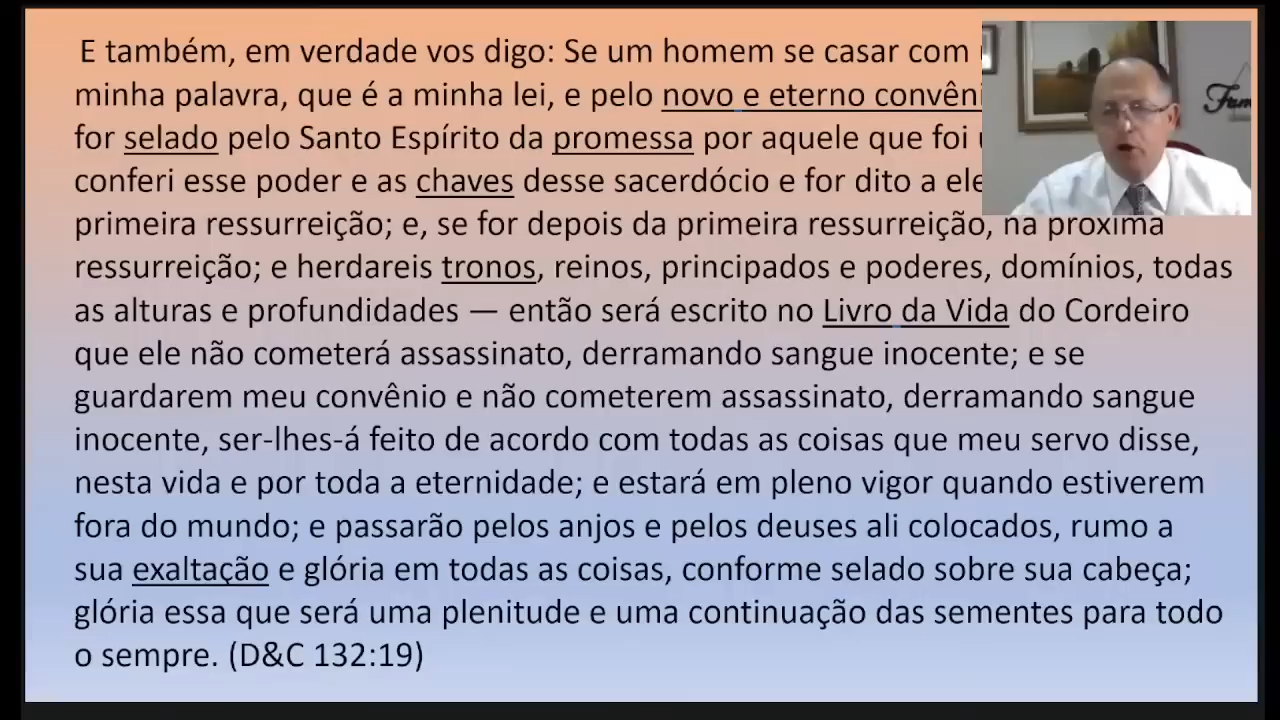 E também, em verdade vos digo: Se um homem se casar com
minha palavra, que é a minha lei, e pelo novo e eterno
for selado pelo Santo Espírito da promessa por aquele que foi
conferi esse poder e as chaves desse sacerdócio e for dito a
primeira ressurreição; e, se for depois da primeira ressurreição, na próxima
ressurreição; e herdareis tronos, reinos, principados e poderes, domínios, todas
as alturas e profundidades — então será escrito no Livro da Vida do Cordeiro
que ele não cometerá assassinato, derramando sangue inocente; e se
guardarem meu convênio e não cometerem assassinato, derramando sangue
inocente, ser-lhes-á feito de acordo com todas as coisas que meu servo disse,
nesta vida e por toda a eternidade; e estará em pleno vigor quando estiverem
fora do mundo; e passarão pelos anjos e pelos deuses ali colocados, rumo a
sua exaltação e glória em todas as coisas, conforme selado sobre sua cabeça;
glória essa que será uma plenitude e uma continuação das sementes para todo
o sempre. (D&C 132:19)